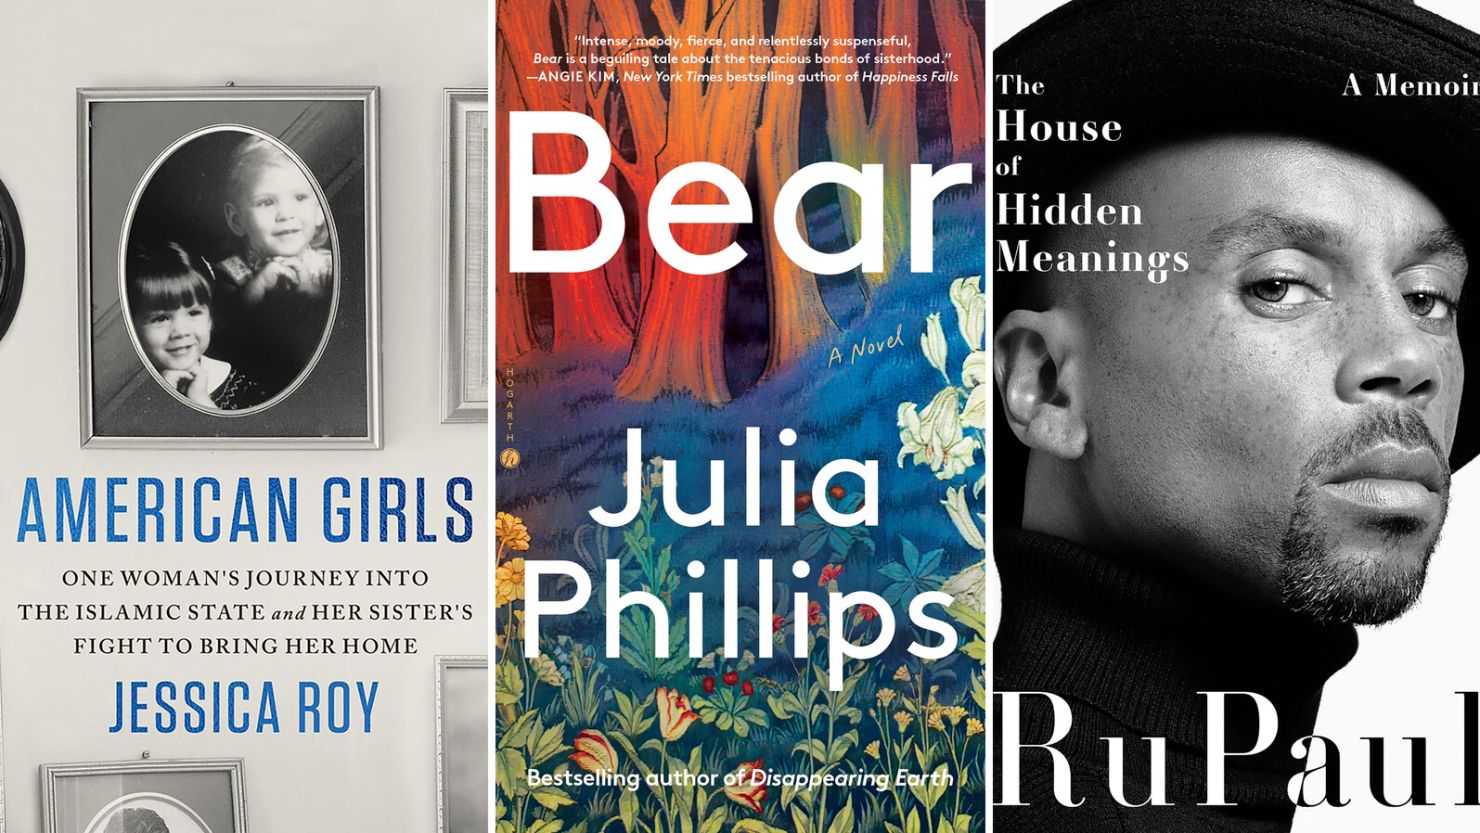 AMERICAN GIRLS
ONE WOMAN'S JOURNEY INTO
THE ISLAMIC STATE and HER SISTER'S
FIGHT TO BRING HER HOME
JESSICA ROY
“Intense, moody, fierce, and relentlessly suspenseful,
Bear is a beguiling tale about the tenacious bonds of sisterhood.”
—ANGIE KIM, New York Times bestselling author of Happiness Falls
Bear
A Novel
HOGARTH
h
Julia
Phillips
Bestselling author of Disappearing Earth
The
House
of
Hidden
Meanings
A Memoir
RuPaul